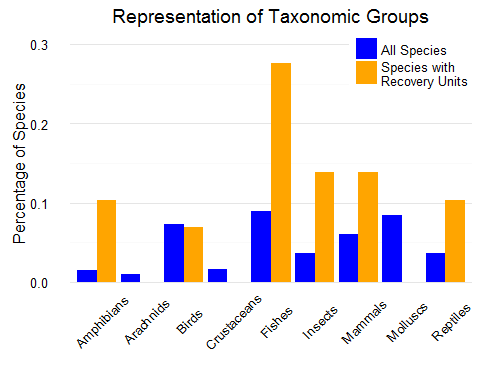 Representation of Taxonomic Groups
All Species
Species with
Recovery Units
Percentage of Species
0.3
0.2
0.1
0.0
Amphibians
Arachnids
Birds
Crustaceans
Fishes
Insects
Mammals
Molluscs
Reptiles